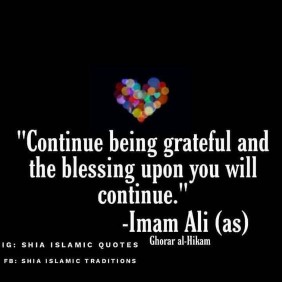 "Continue being grateful and
the blessing upon you will
continue."
-Imam Ali (as)
Ghorar al-Hikam
IG: SHIA ISLAMIC QUOTES
FB: SHIA ISLAMIC TRADITIONS